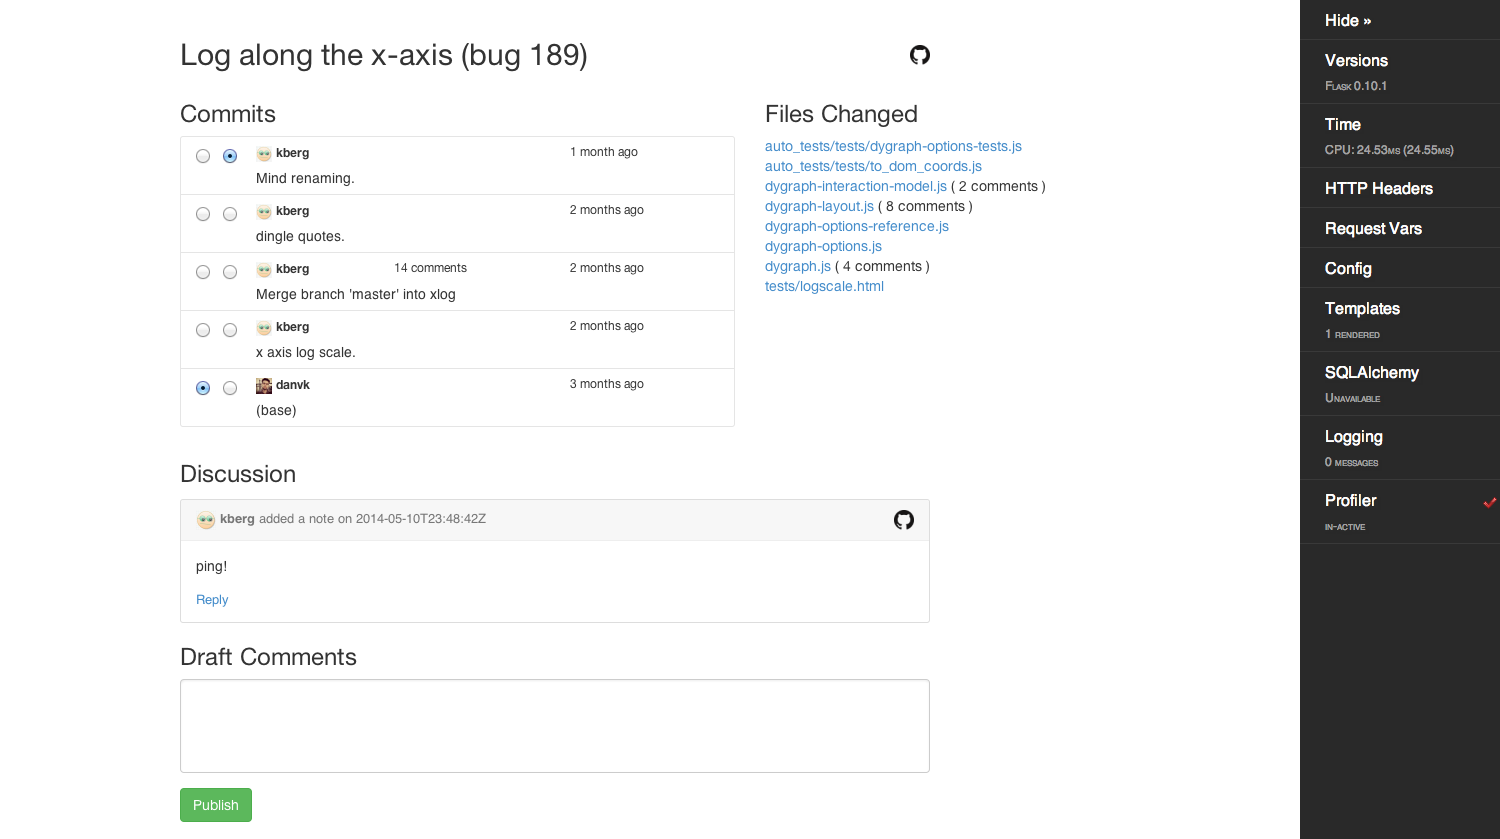 Log along the x-axis (bug 189)
Commits
kberg 1 month ago
Mind renaming.
kberg 2 months ago
dingle quotes.
kberg 14 comments 2 months ago
Merge branch 'master' into xlog
kberg 2 months ago
x axis log scale.
danvk 3 months ago
(base)
Files Changed
auto_tests/tests/dygraph-options-tests.js
auto_tests/tests/to_dom_coords.js
dygraph-interaction-model.js ( 2 comments )
dygraph-layout.js ( 8 comments )
dygraph-options-reference.js
dygraph-options.js
dygraph.js ( 4 comments )
tests/logscale.html
Discussion
kberg added a note on 2014-05-10T23:48:42Z
ping!
Reply
Draft Comments
Publish
Hide »
Versions
Flask 0.10.1
Time
CPU: 24.53ms (24.55ms)
HTTP Headers
Request Vars
Config
Templates
1 rendered
SQLAlchemy
Unavailable
Logging
0 messages
Profiler
in-active